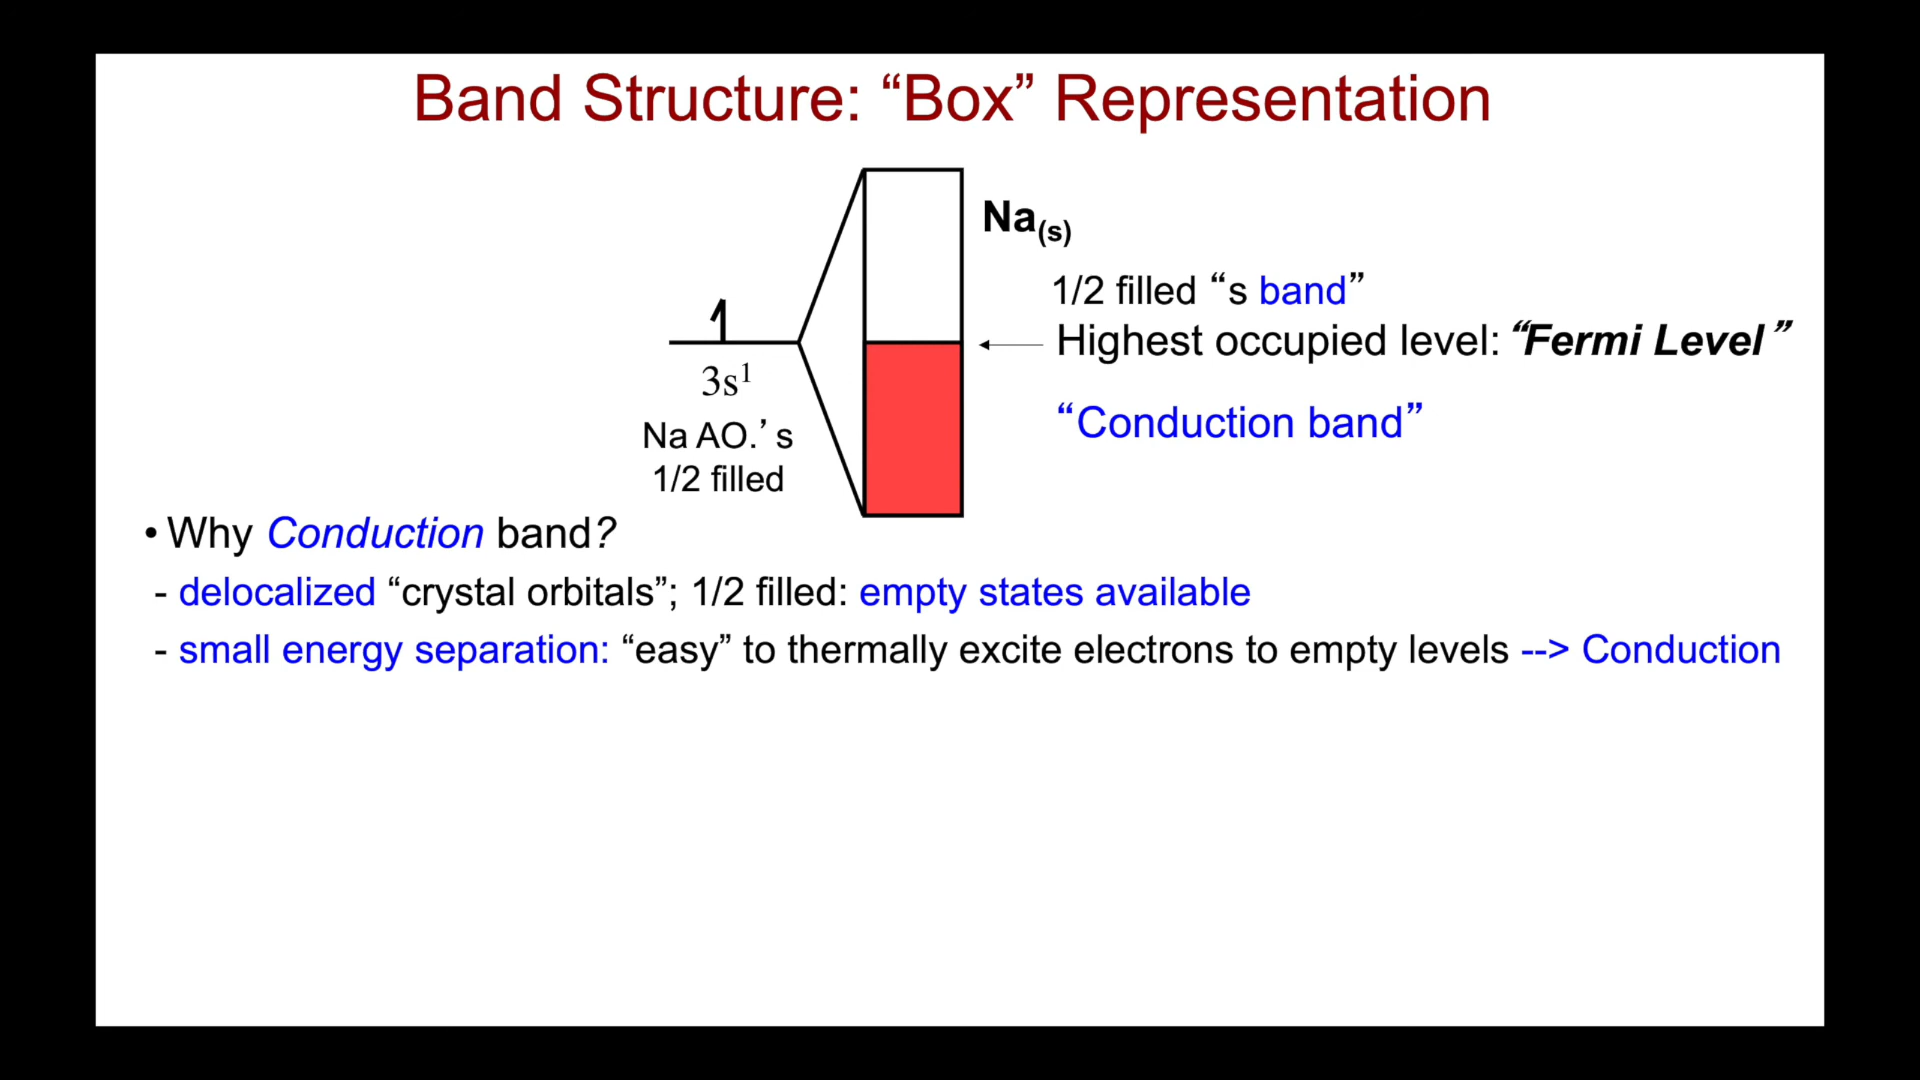 Band Structure: “Box” Representation
Na(s)
1/2 filled “s band”
Highest occupied level: “Fermi Level”
3s¹
“Conduction band”
Na AO.’s
1/2 filled
• Why Conduction band?
- delocalized “crystal orbitals”; 1/2 filled: empty states available
- small energy separation: “easy” to thermally excite electrons to empty levels --> Conduction